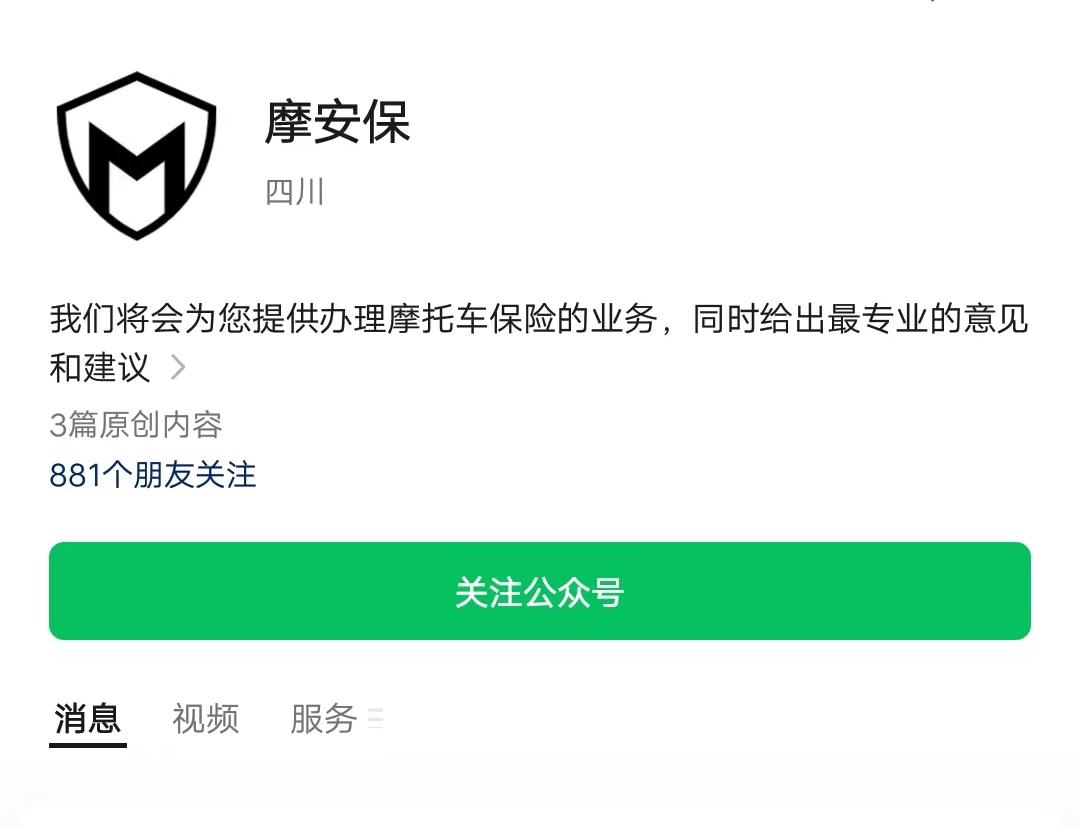 摩安保
四川
我们将会为您提供办理摩托车保险的业务，同时给出最专业的意见
和建议
3篇原创内容
881个朋友关注
关注公众号
消息 视频 服务